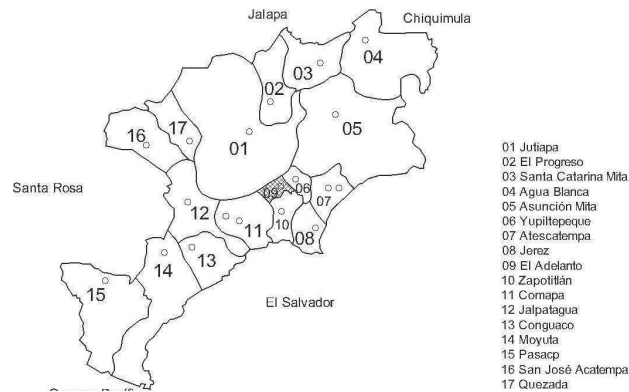 Jalapa
Chiquimula
04
03
02
05
17
16
01
Santa Rosa
09
06
07
12
11
10
08
13
14
15
El Salvador
01 Jutiapa
02 El Progreso
03 Santa Catarina Mita
04 Agua Blanca
05 Asunción Mita
06 Yupiltepeque
07 Atescatempa
08 Jerez
09 El Adelanto
10 Zapotitlán
11 Comapa
12 Jalpatagua
13 Conguaco
14 Moyuta
15 Pasacp
16 San José Acatempa
17 Quezada